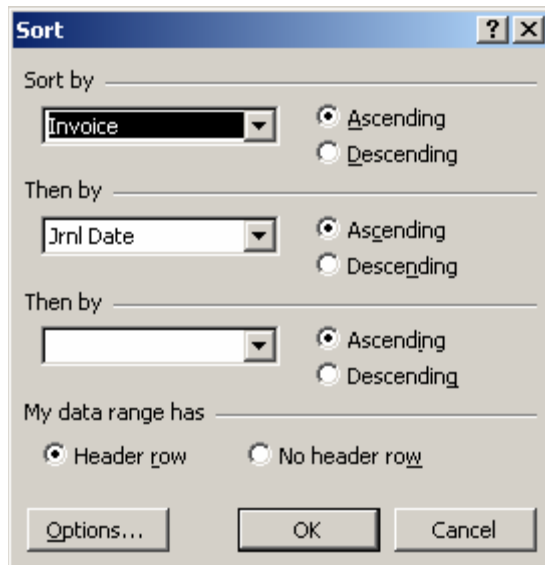 Sort
?
Sort by
Invoice
Ascending
Descending
Then by
Jrnl Date
Ascending
Descending
Then by
Ascending
Descending
My data range has
Header row
No header row
Options...
OK
Cancel